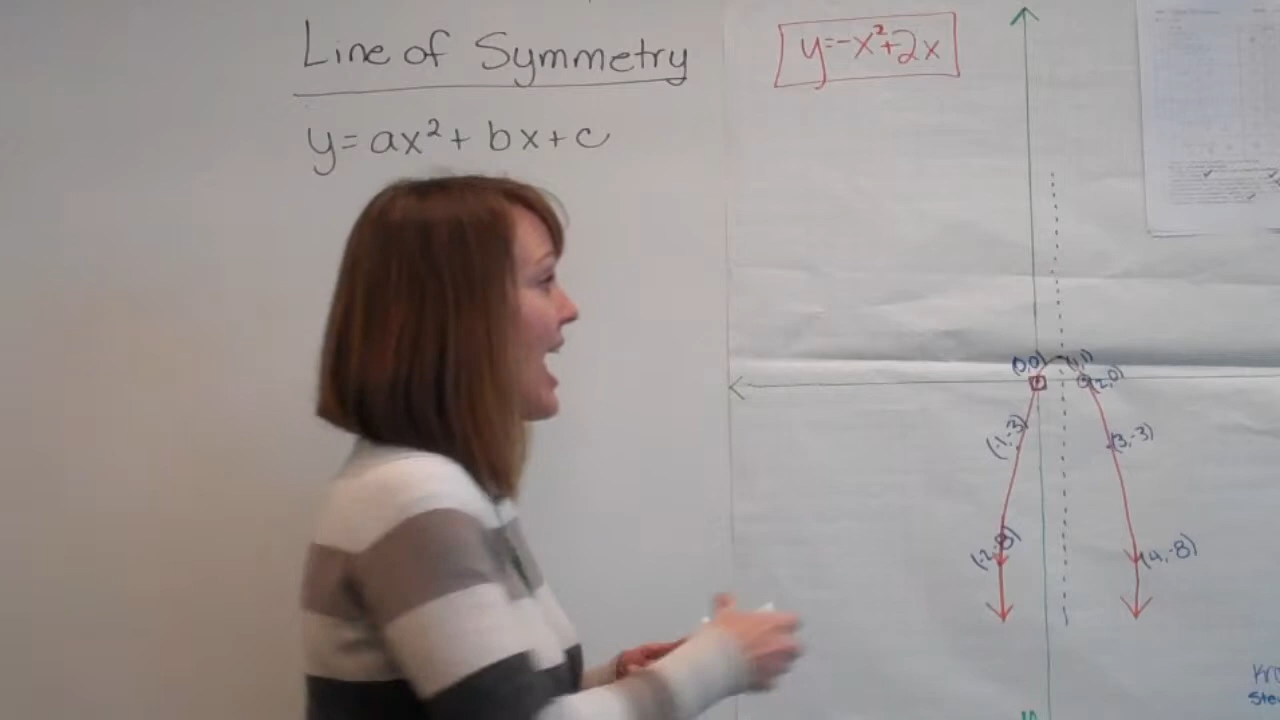 Line of Symmetry
y=ax²+bx+c
y=-x²+2x
(0,0)
(1,1)
(2,0)
(-1,-3)
(3,-3)
(-2,-8)
(4,-8)